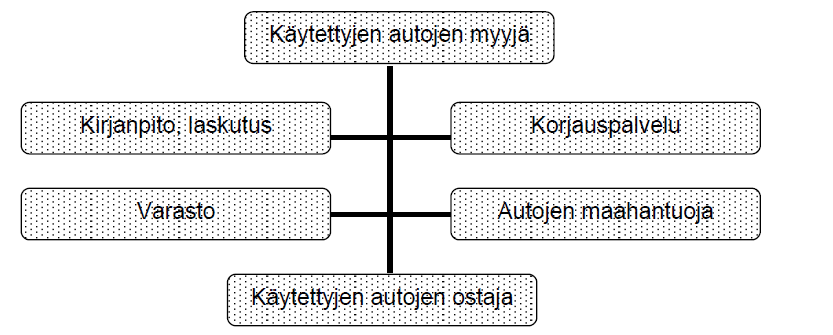 Käytettyjen autojen myyjä
Kirjanpito, laskutus
Korjauspalvelu
Varasto
Autojen maahantuoja
Käytettyjen autojen ostaja